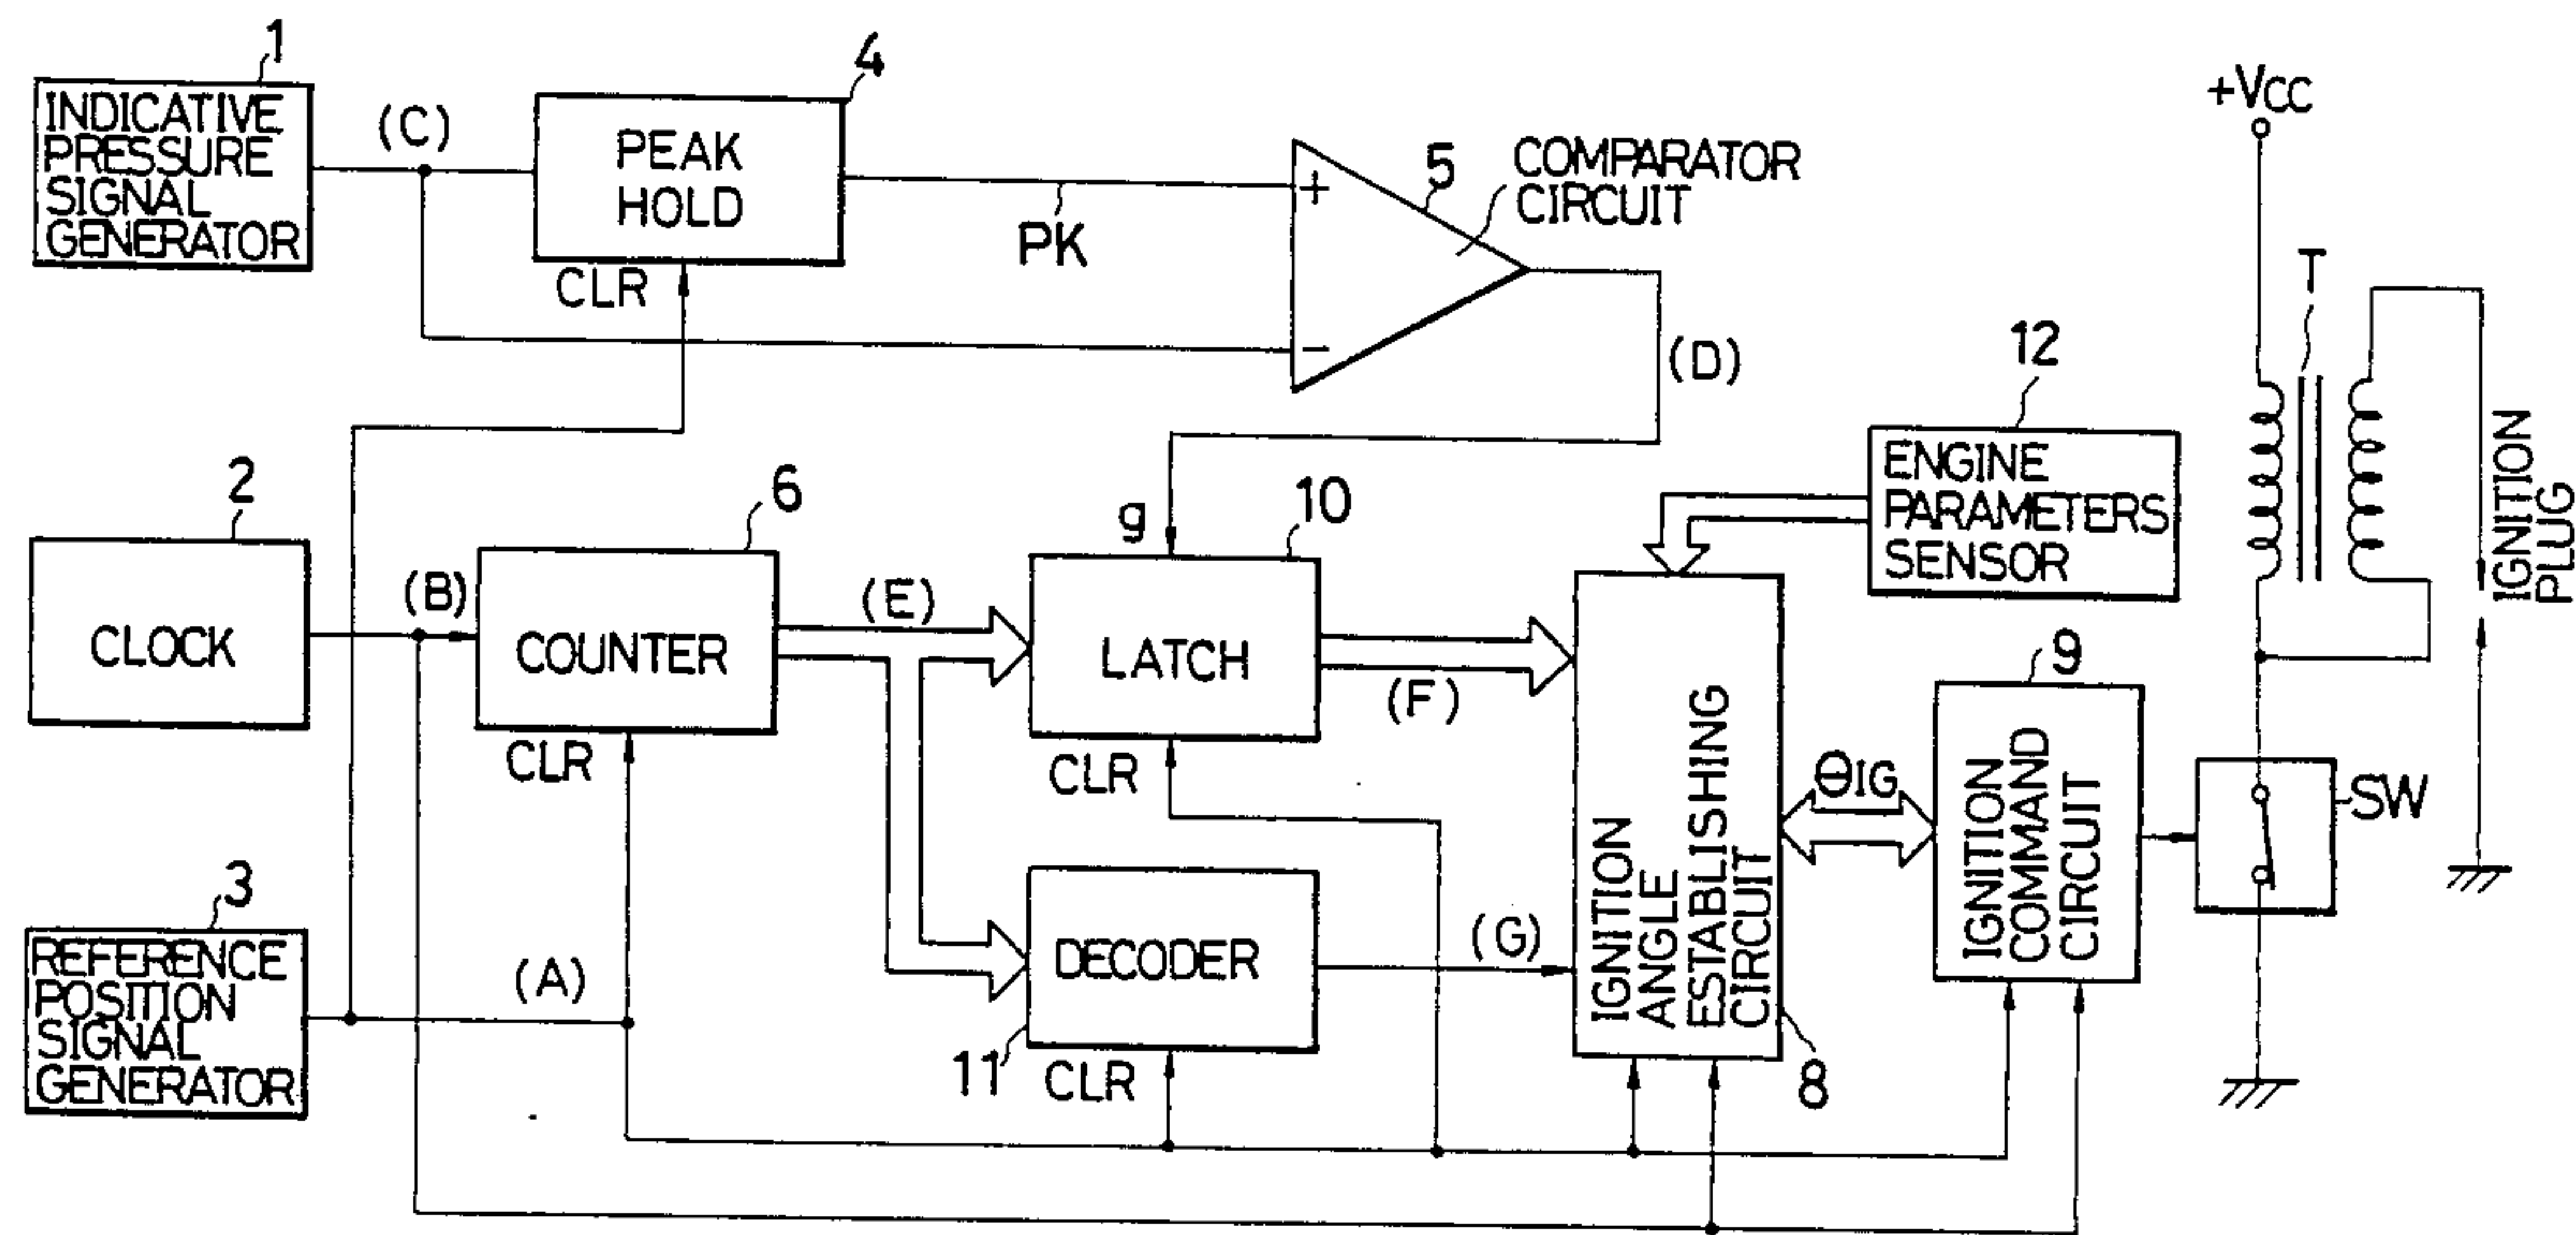 1
INDICATIVE
PRESSURE
SIGNAL
GENERATOR
(C)
4
PEAK
HOLD
CLR
PK
+
−
5
COMPARATOR
CIRCUIT
(D)
+VCC
T
IGNITION
PLUG
12
ENGINE
PARAMETERS
SENSOR
2
CLOCK
(B)
6
COUNTER
CLR
(E)
g
10
LATCH
CLR
(F)
IGNITION
ANGLE
ESTABLISHING
CIRCUIT
8
ΘIG
9
IGNITION
COMMAND
CIRCUIT
SW
3
REFERENCE
POSITION
SIGNAL
GENERATOR
(A)
DECODER
11
CLR
(G)